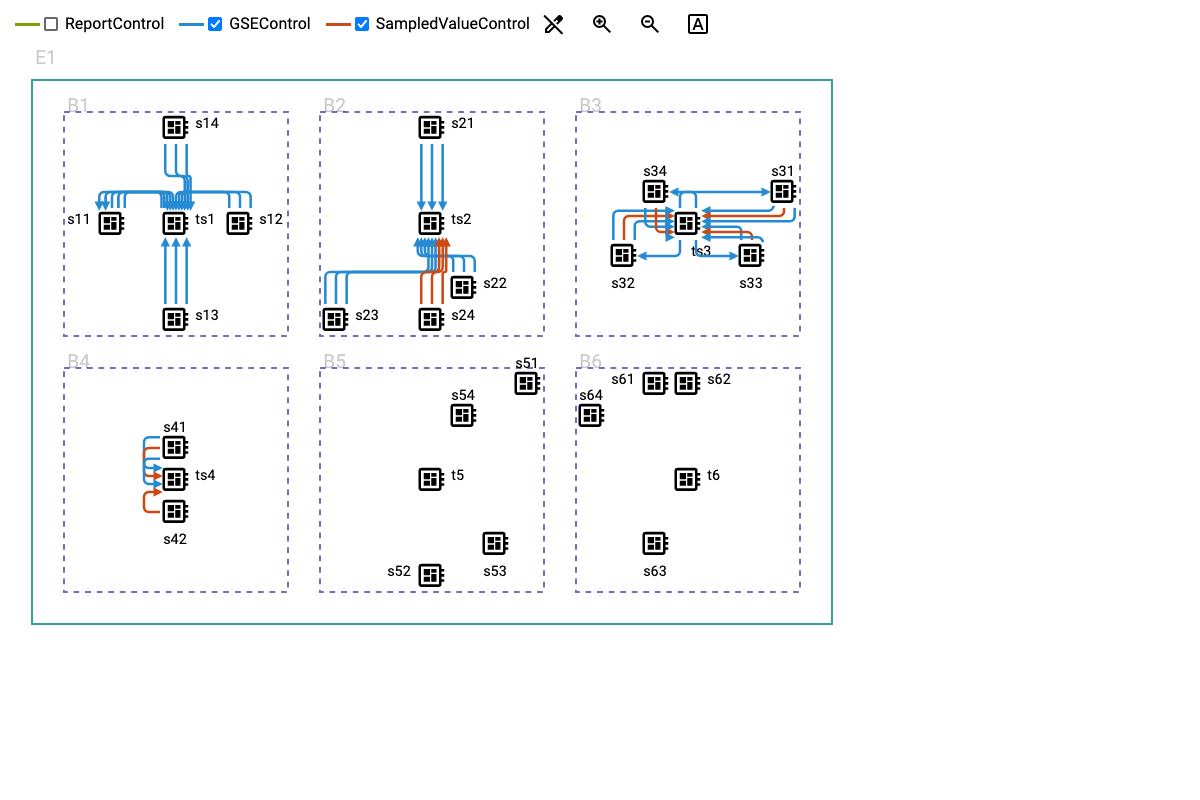 ReportControl GSEControl SampledValueControl A
E1
B1 B2 B3
s14 s21
s34 s31
s11 ts1 s12 ts2
ts3
s32 s33
s22
s13 s23 s24
B4 B5 s51 B6
s61 s62
s54 s64
s41
ts4 t5 t6
s42
s52 s53 s63